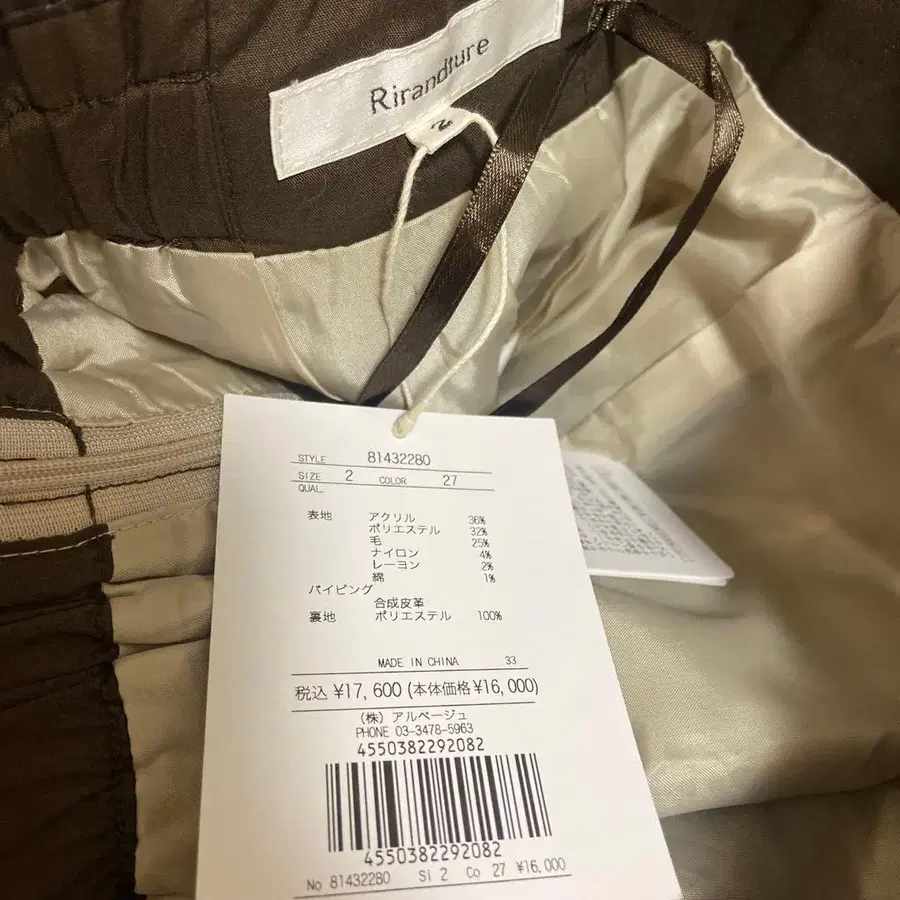 Rirandture
2
STYLE 81432280
SIZE 2 COLOR 27
QUAL.
表地 アクリル 36%
ポリエステル 32%
毛 25%
ナイロン 4%
レーヨン 2%
綿 1%
パイピング
合成皮革
裏地 ポリエステル 100%
MADE IN CHINA 33
税込 ¥17,600 (本体価格¥16,000)
(株) アルページュ
PHONE 03-3478-5963
4550382292082
4550382292082
No 81432280 SI 2 Co 27 ¥16,000